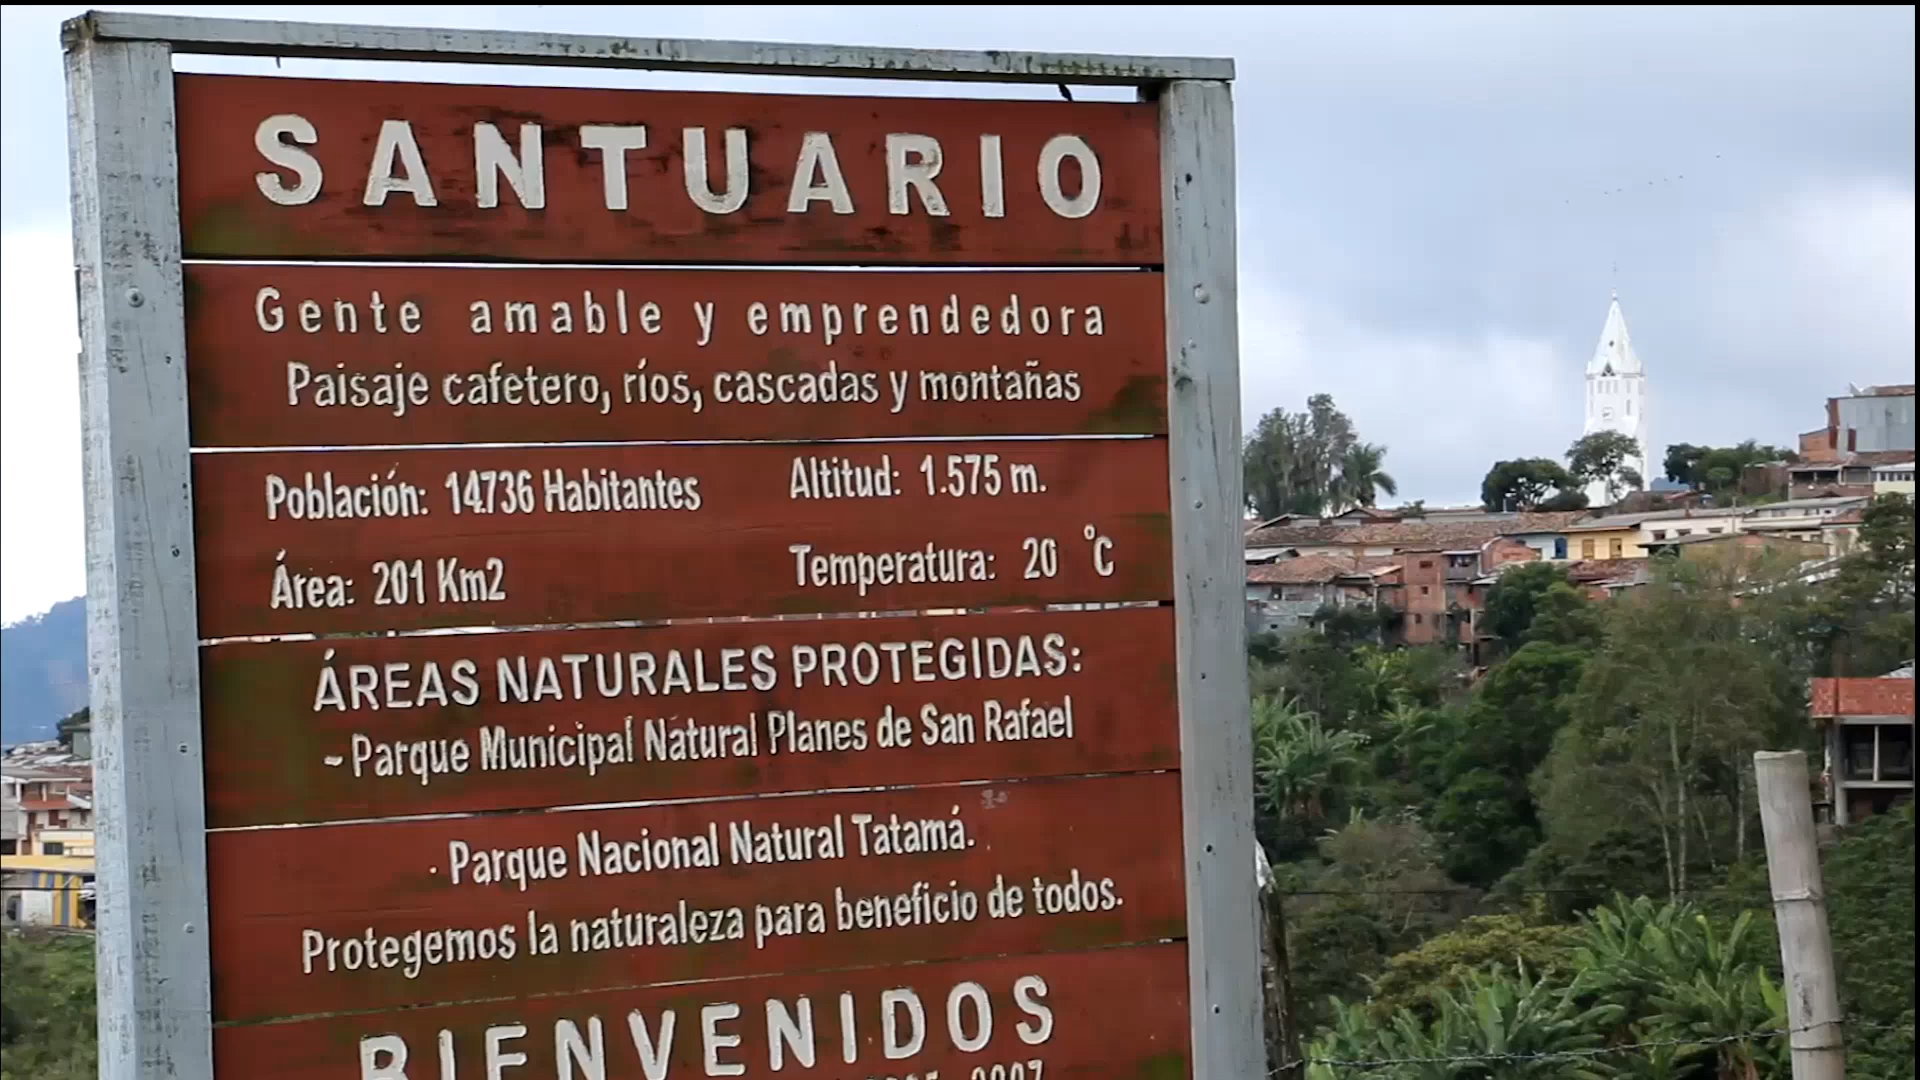 SANTUARIO
Gente amable y emprendedora
Paisaje cafetero, ríos, cascadas y montañas
Población: 14736 Habitantes Altitud: 1.575 m.
Área: 201 Km2 Temperatura: 20 °C
ÁREAS NATURALES PROTEGIDAS:
- Parque Municipal Natural Planes de San Rafael
· Parque Nacional Natural Tatamá.
Protegemos la naturaleza para beneficio de todos.
BIENVENIDOS